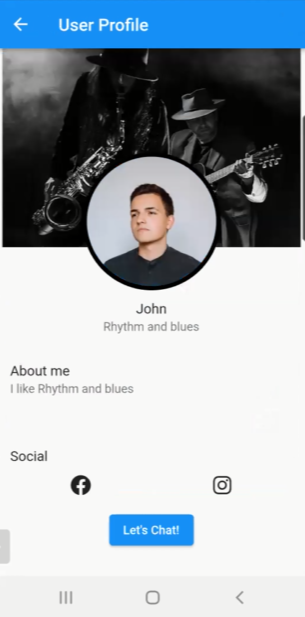 User Profile
John
Rhythm and blues
About me
I like Rhythm and blues
Social
Let's Chat!